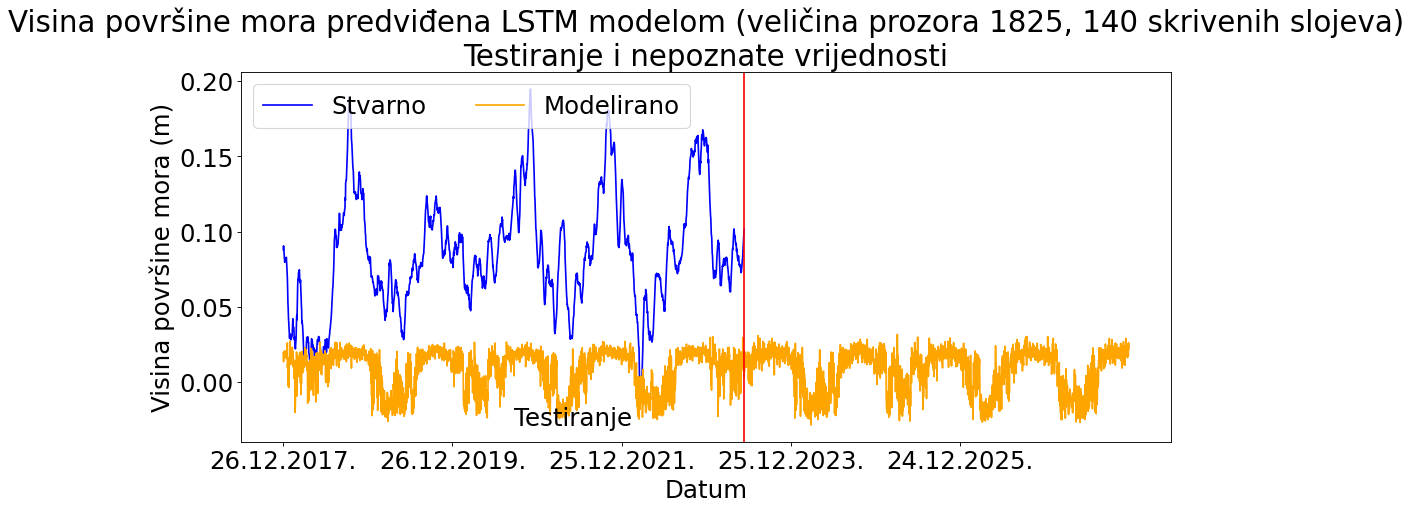 Visina površine mora predviđena LSTM modelom (veličina prozora 1825, 140 skrivenih slojeva)
Testiranje i nepoznate vrijednosti
Stvarno
Modelirano
Visina površine mora (m)
0.20
0.15
0.10
0.05
0.00
Testiranje
26.12.2017.
26.12.2019.
25.12.2021.
25.12.2023.
24.12.2025.
Datum